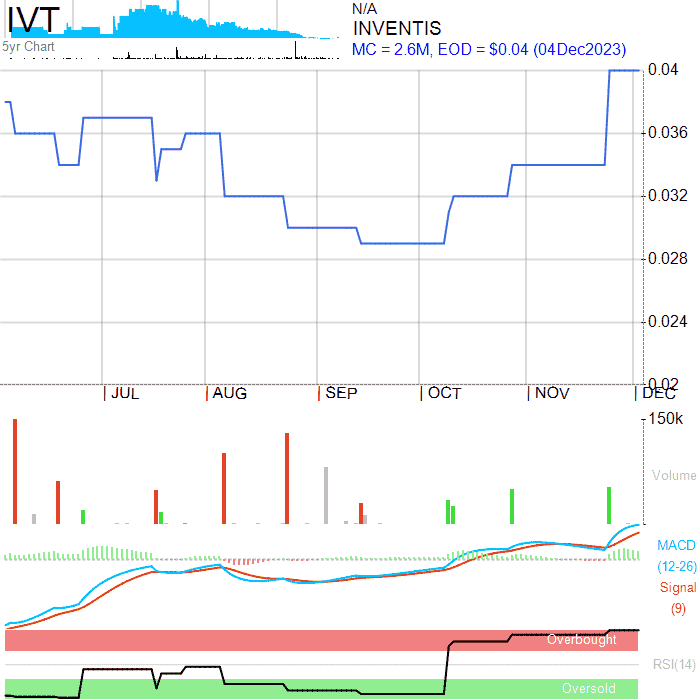 IVT
N/A
INVENTIS
5yr Chart
MC = 2.6M, EOD = $0.04 (04Dec2023)
0.04
0.036
0.032
0.028
0.024
0.02
JUL
AUG
SEP
OCT
NOV
DEC
150k
Volume
MACD
(12-26)
Signal
(9)
Overbought
RSI(14)
Oversold